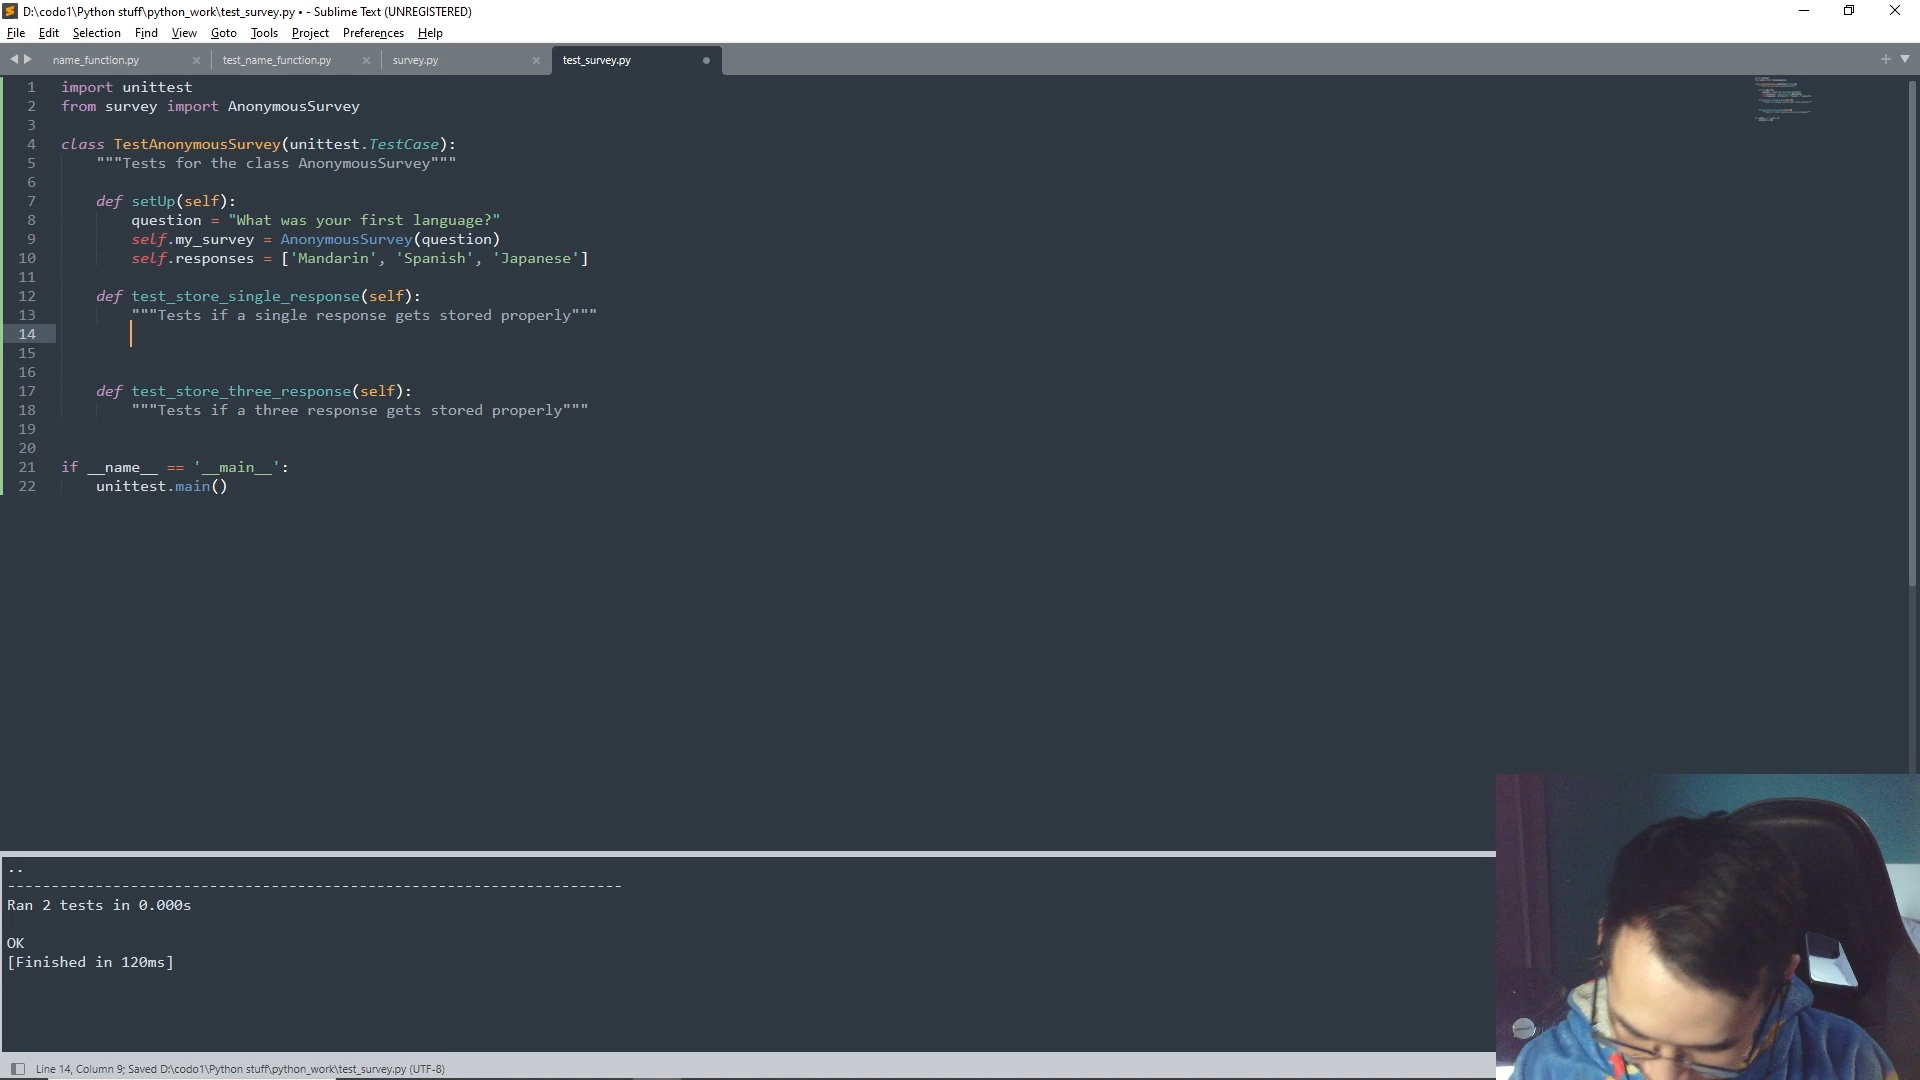 D:\codo1\Python stuff\python_work\test_survey.py • - Sublime Text (UNREGISTERED)
File Edit Selection Find View Goto Tools Project Preferences Help
name_function.py × test_name_function.py × survey.py × test_survey.py
1 import unittest
2 from survey import AnonymousSurvey
3
4 class TestAnonymousSurvey(unittest.TestCase):
5 """Tests for the class AnonymousSurvey"""
6
7 def setUp(self):
8 question = "What was your first language?"
9 self.my_survey = AnonymousSurvey(question)
10 self.responses = ['Mandarin', 'Spanish', 'Japanese']
11
12 def test_store_single_response(self):
13 """Tests if a single response gets stored properly"""
14
15
16
17 def test_store_three_response(self):
18 """Tests if a three response gets stored properly"""
19
20
21 if __name__ == '__main__':
22 unittest.main()
..
----------------------------------------------------------------------
Ran 2 tests in 0.000s
OK
[Finished in 120ms]
Line 14, Column 9; Saved D:\codo1\Python stuff\python_work\test_survey.py (UTF-8)